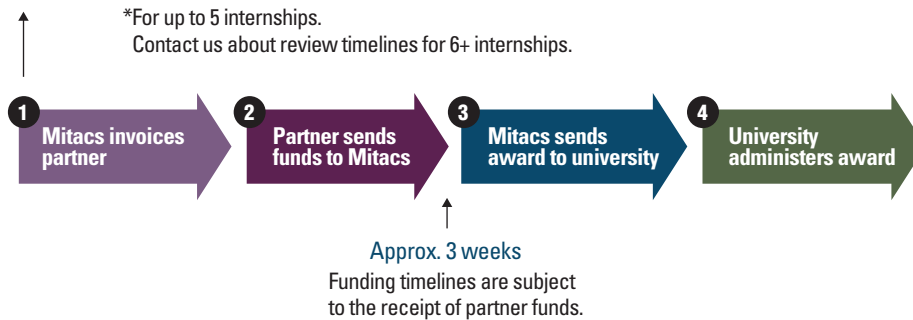 *For up to 5 internships.
Contact us about review timelines for 6+ internships.
1
Mitacs invoices
partner
2
Partner sends
funds to Mitacs
3
Mitacs sends
award to university
4
University
administers award
Approx. 3 weeks
Funding timelines are subject
to the receipt of partner funds.